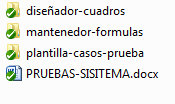 diseñador-cuadros
mantenedor-formulas
plantilla-casos-prueba
PRUEBAS-SISITEMA.docx